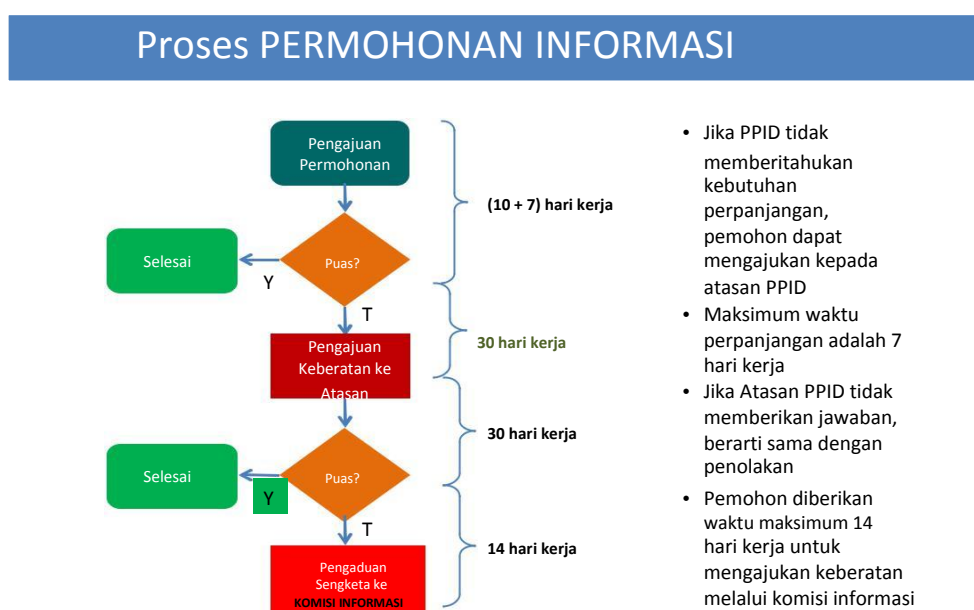 Proses PERMOHONAN INFORMASI
Pengajuan
Permohonan
(10 + 7) hari kerja
Selesai
Puas?
Y
T
30 hari kerja
Pengajuan
Keberatan ke
Atasan
30 hari kerja
Selesai
Puas?
Y
T
14 hari kerja
Pengaduan
Sengketa ke
KOMISI INFORMASI
• Jika PPID tidak
memberitahukan
kebutuhan
perpanjangan,
pemohon dapat
mengajukan kepada
atasan PPID
• Maksimum waktu
perpanjangan adalah 7
hari kerja
• Jika Atasan PPID tidak
memberikan jawaban,
berarti sama dengan
penolakan
• Pemohon diberikan
waktu maksimum 14
hari kerja untuk
mengajukan keberatan
melalui komisi informasi